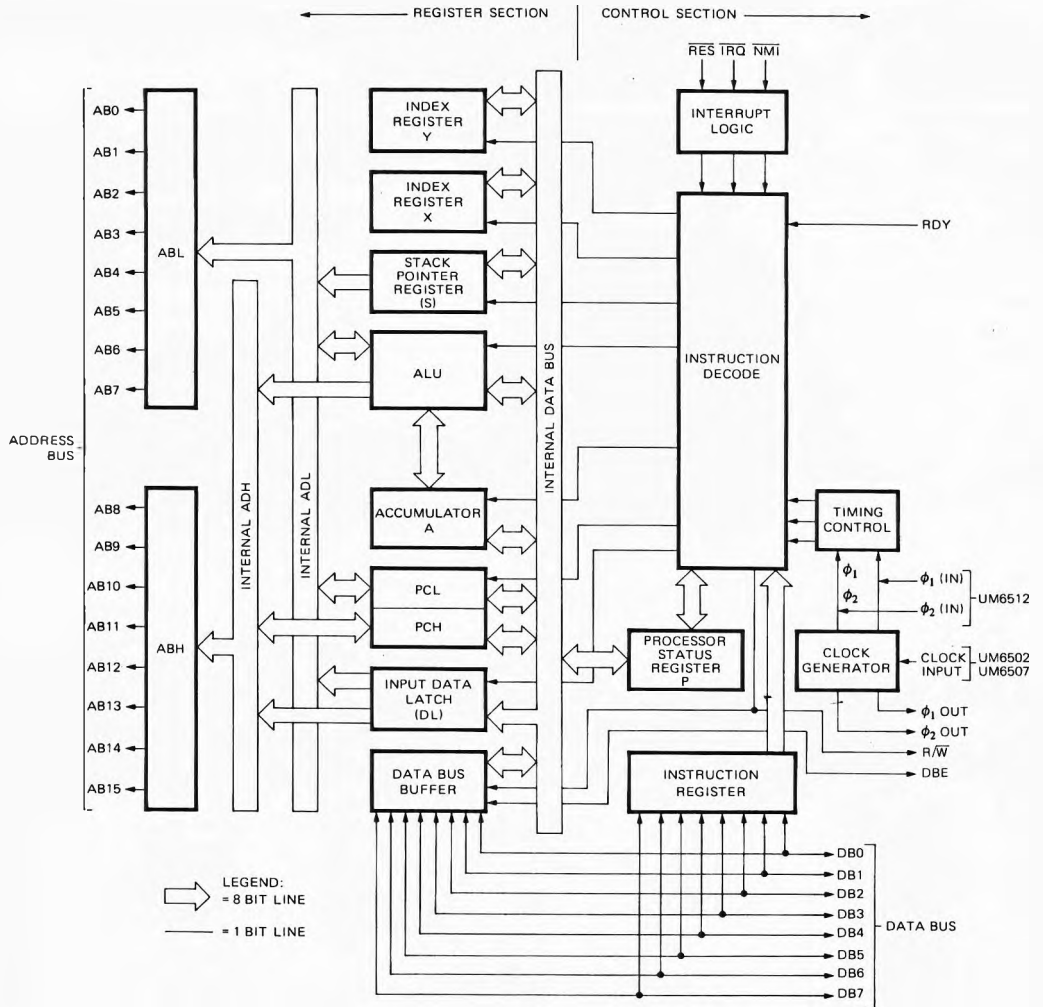 REGISTER SECTION
CONTROL SECTION
RES IRQ NMI
INTERRUPT
LOGIC
INDEX
REGISTER
Y
INDEX
REGISTER
X
STACK
POINTER
REGISTER
(S)
ALU
ACCUMULATOR
A
PCL
PCH
INPUT DATA
LATCH
(DL)
DATA BUS
BUFFER
INTERNAL DATA BUS
INTERNAL ADL
INTERNAL ADH
ABL
ABH
ADDRESS
BUS
AB0
AB1
AB2
AB3
AB4
AB5
AB6
AB7
AB8
AB9
AB10
AB11
AB12
AB13
AB14
AB15
INSTRUCTION
DECODE
RDY
TIMING
CONTROL
ϕ1
ϕ2
ϕ1 (IN)
ϕ2 (IN)
UM6512
CLOCK
GENERATOR
CLOCK
INPUT
UM6502
UM6507
ϕ1 OUT
ϕ2 OUT
R/W
DBE
PROCESSOR
STATUS
REGISTER
P
INSTRUCTION
REGISTER
DB0
DB1
DB2
DB3
DB4
DB5
DB6
DB7
DATA BUS
LEGEND:
= 8 BIT LINE
= 1 BIT LINE